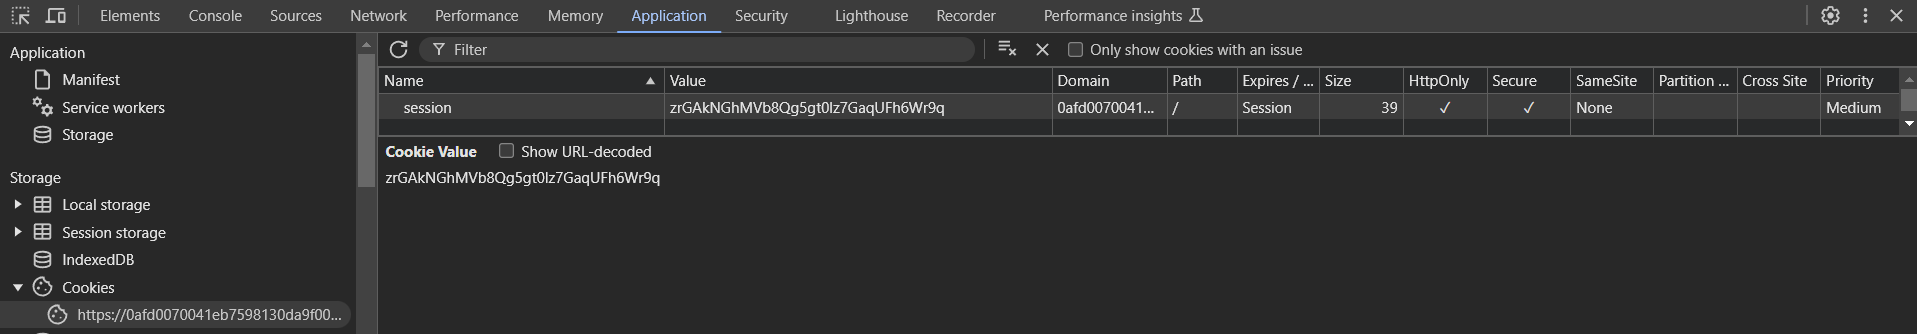 Elements Console Sources Network Performance Memory Application Security Lighthouse Recorder Performance insights
Application
Manifest
Service workers
Storage
Storage
Local storage
Session storage
IndexedDB
Cookies
https://0afd0070041eb7598130da9f00...
Filter
Only show cookies with an issue
Name Value Domain Path Expires / ... Size HttpOnly Secure SameSite Partition ... Cross Site Priority
session zrGAkNGhMVb8Qg5gt0lz7GaqUFh6Wr9q 0afd0070041... / Session 39 ✓ ✓ None Medium
Cookie Value Show URL-decoded
zrGAkNGhMVb8Qg5gt0lz7GaqUFh6Wr9q